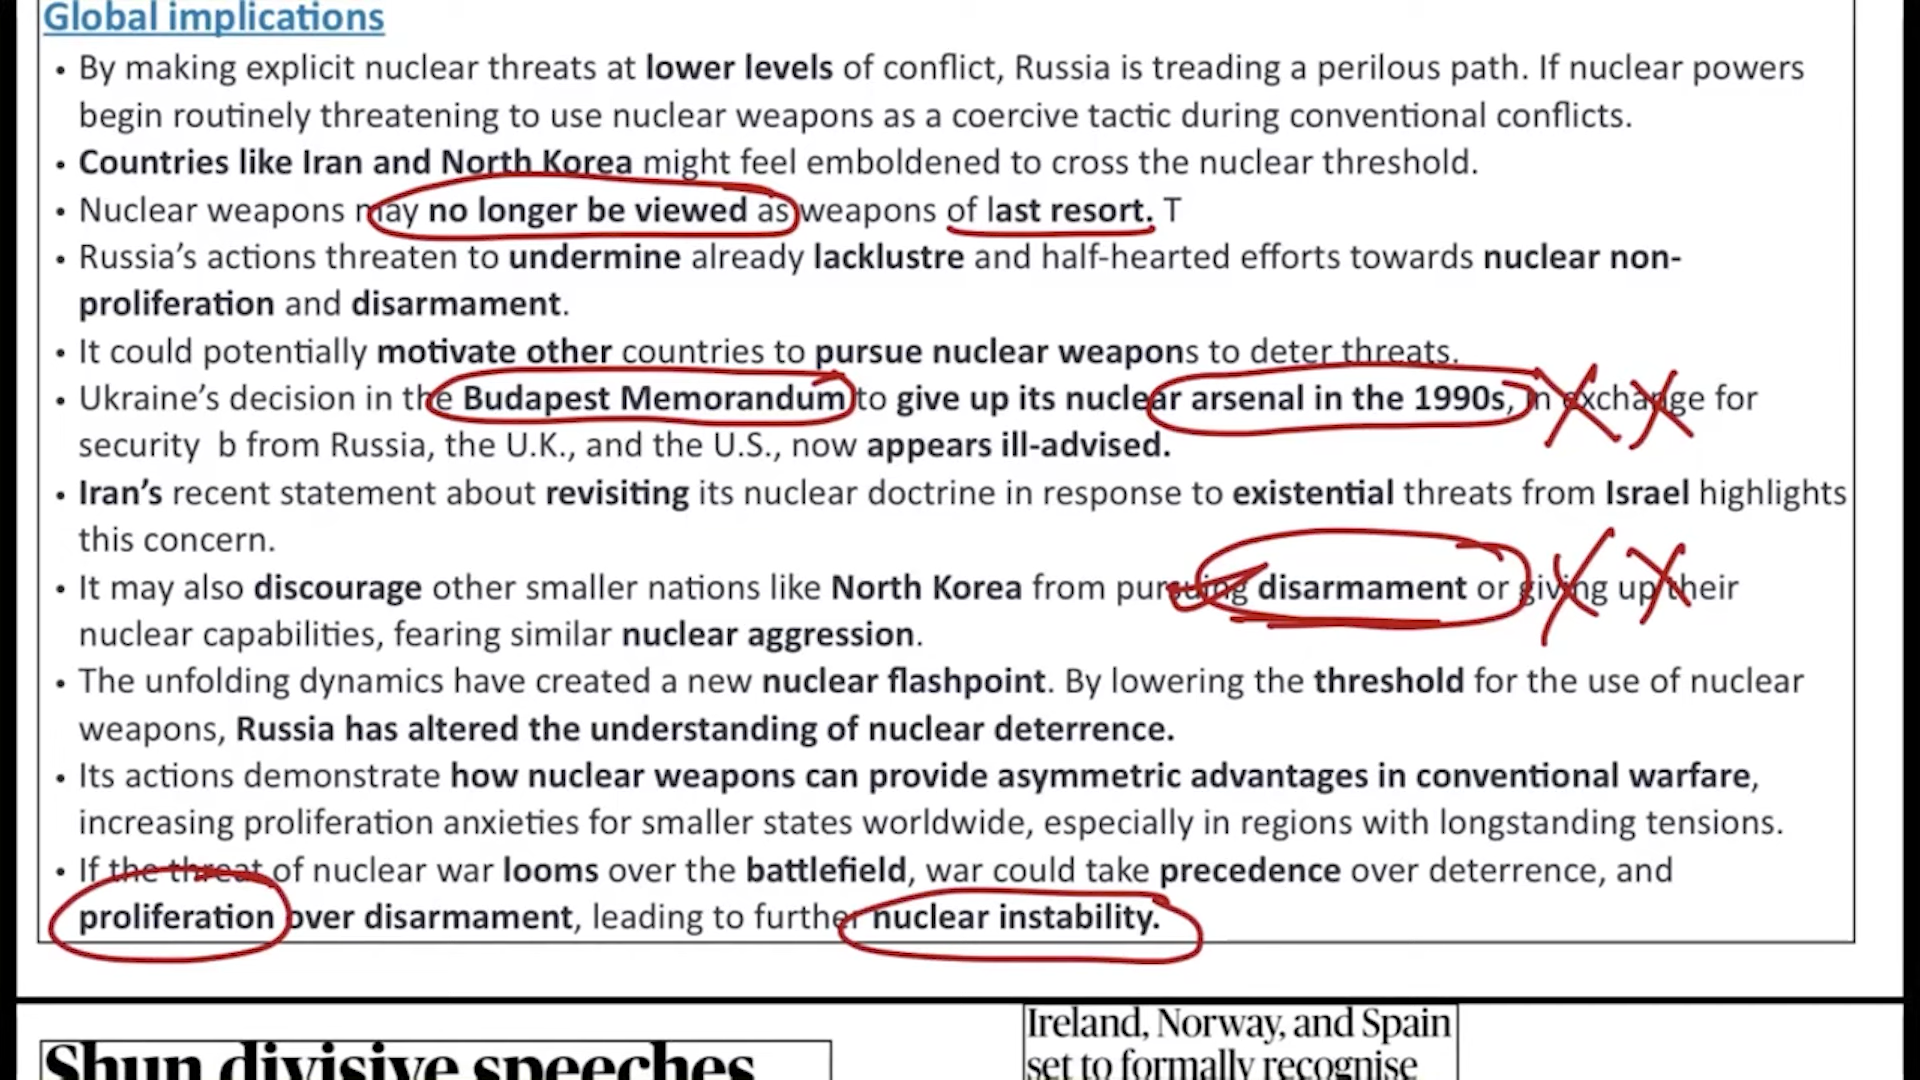 Global implications
• By making explicit nuclear threats at lower levels of conflict, Russia is treading a perilous path. If nuclear powers
begin routinely threatening to use nuclear weapons as a coercive tactic during conventional conflicts.
• Countries like Iran and North Korea might feel emboldened to cross the nuclear threshold.
• Nuclear weapons may no longer be viewed as weapons of last resort. T
• Russia’s actions threaten to undermine already lacklustre and half-hearted efforts towards nuclear non-
proliferation and disarmament.
• It could potentially motivate other countries to pursue nuclear weapons to deter threats.
• Ukraine’s decision in the Budapest Memorandum to give up its nuclear arsenal in the 1990s, in exchange for
security b from Russia, the U.K., and the U.S., now appears ill-advised.
• Iran’s recent statement about revisiting its nuclear doctrine in response to existential threats from Israel highlights
this concern.
• It may also discourage other smaller nations like North Korea from pursuing disarmament or giving up their
nuclear capabilities, fearing similar nuclear aggression.
• The unfolding dynamics have created a new nuclear flashpoint. By lowering the threshold for the use of nuclear
weapons, Russia has altered the understanding of nuclear deterrence.
• Its actions demonstrate how nuclear weapons can provide asymmetric advantages in conventional warfare,
increasing proliferation anxieties for smaller states worldwide, especially in regions with longstanding tensions.
• If the threat of nuclear war looms over the battlefield, war could take precedence over deterrence, and
proliferation over disarmament, leading to further nuclear instability.
Shun divisive speeches
Ireland, Norway, and Spain
set to formally recognise